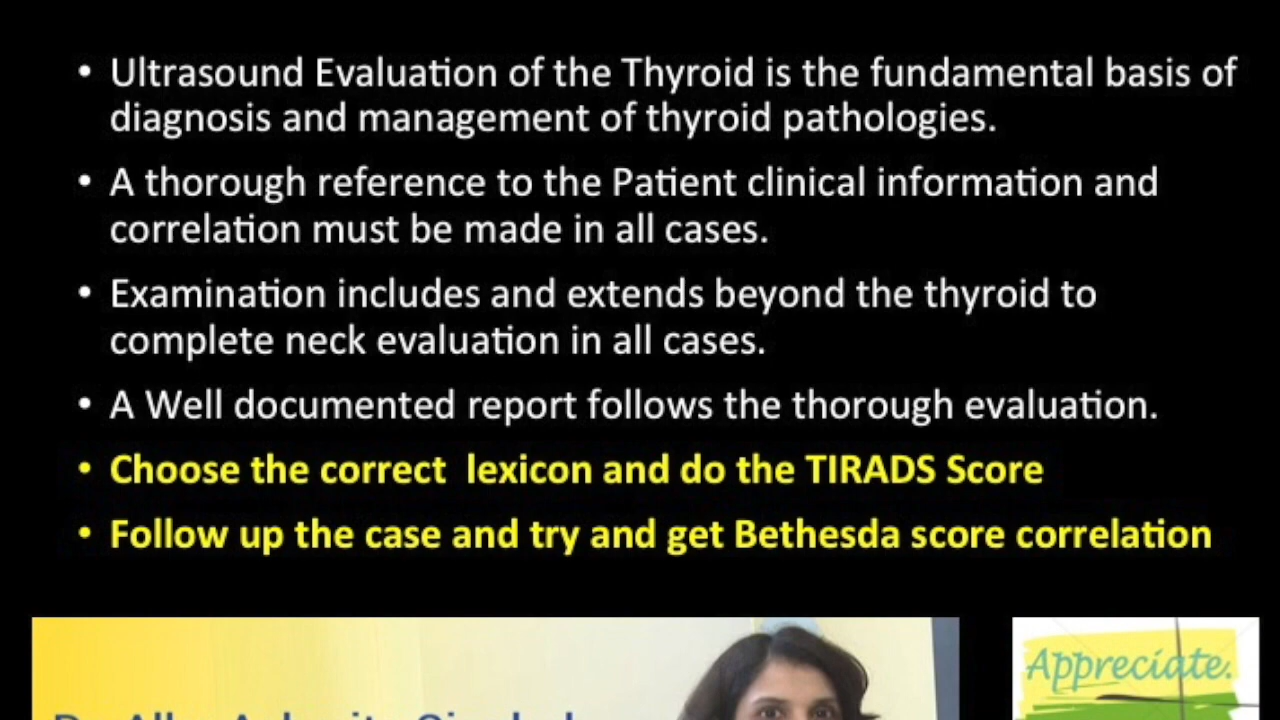 • Ultrasound Evaluation of the Thyroid is the fundamental basis of
diagnosis and management of thyroid pathologies.
• A thorough reference to the Patient clinical information and
correlation must be made in all cases.
• Examination includes and extends beyond the thyroid to
complete neck evaluation in all cases.
• A Well documented report follows the thorough evaluation.
• Choose the correct  lexicon and do the TIRADS Score
• Follow up the case and try and get Bethesda score correlation
Appreciate.